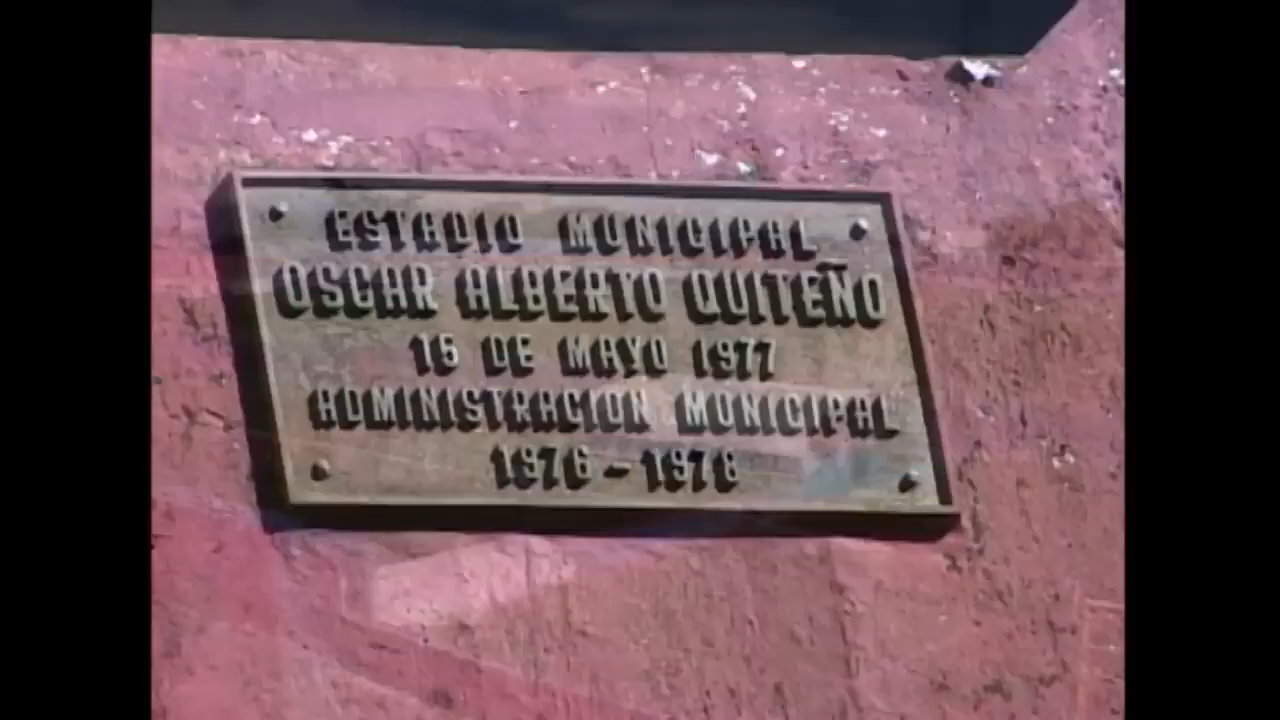 ESTADIO MUNICIPAL
OSCAR ALBERTO QUITEÑO
15 DE MAYO 1977
ADMINISTRACION MUNICIPAL
1976 - 1978